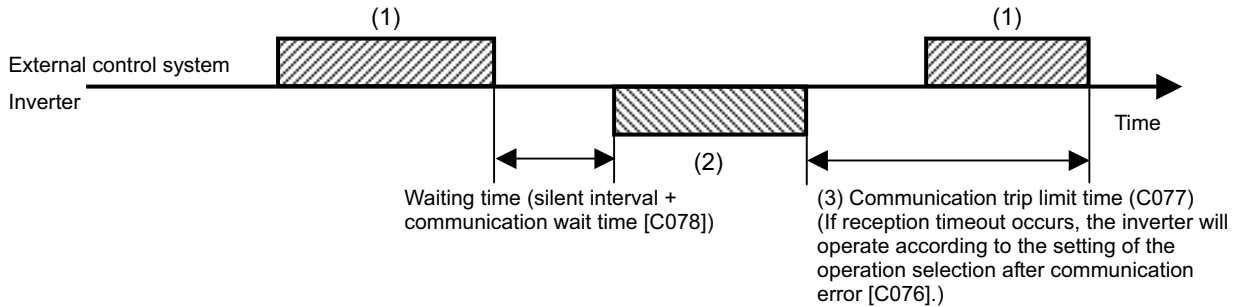 (1)
(1)
External control system
Inverter
Time
(2)
Waiting time (silent interval +
communication wait time [C078])
(3) Communication trip limit time (C077)
(If reception timeout occurs, the inverter will
operate according to the setting of the
operation selection after communication
error [C076].)